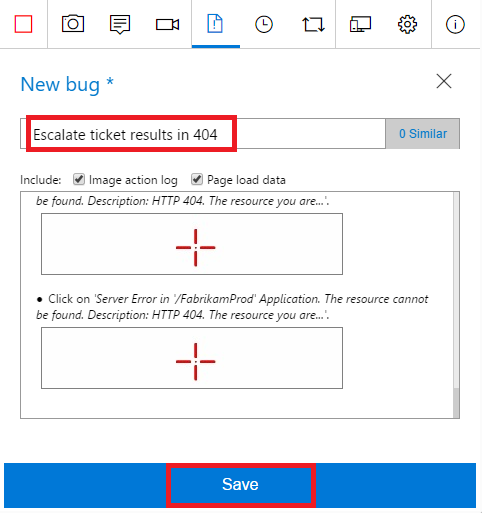 New bug *
Escalate ticket results in 404
0 Similar
Include: Image action log Page load data
be found. Description: HTTP 404. The resource you are...'.
● Click on 'Server Error in '/FabrikamProd' Application. The resource cannot
be found. Description: HTTP 404. The resource you are...'.
Save